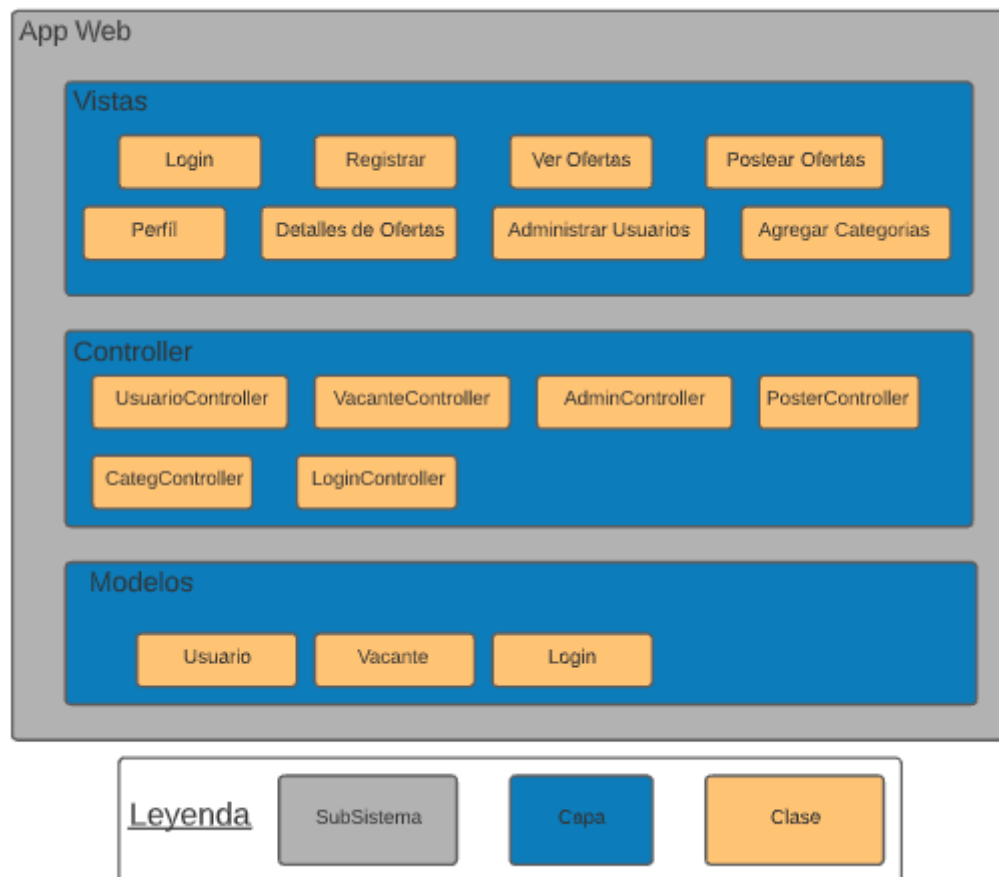 App Web
Vistas
Login
Registrar
Ver Ofertas
Postear Ofertas
Perfíl
Detalles de Ofertas
Administrar Usuarios
Agregar Categorias
Controller
UsuarioController
VacanteController
AdminController
PosterController
CategController
LoginController
Modelos
Usuario
Vacante
Login
Leyenda
SubSistema
Capa
Clase